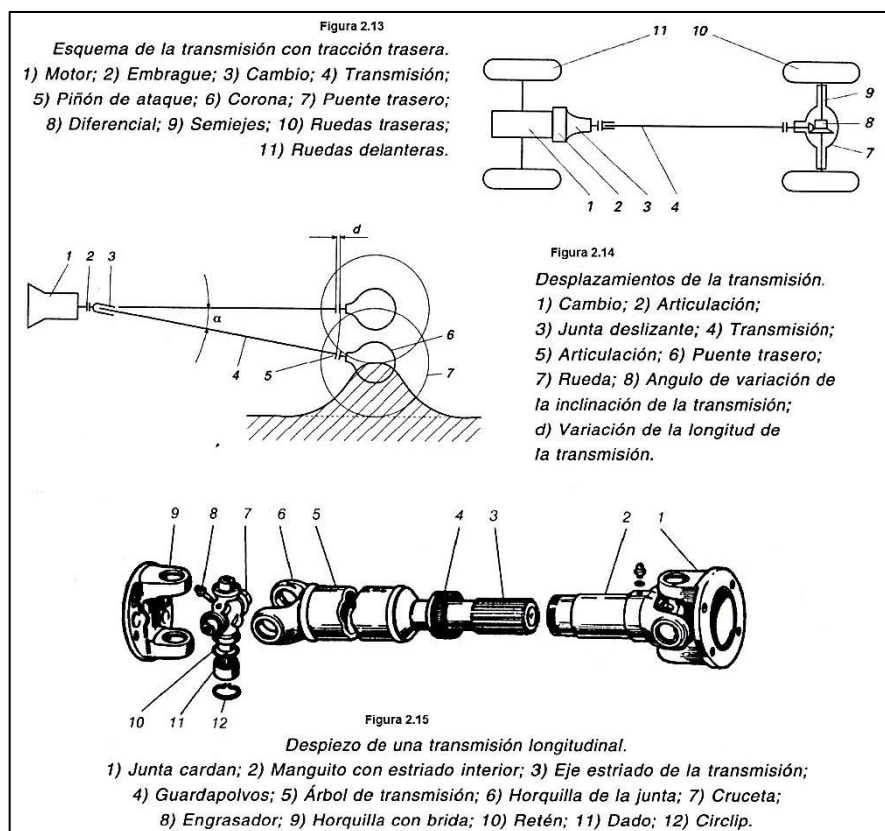 Figura 2.13
Esquema de la transmisión con tracción trasera.
1) Motor; 2) Embrague; 3) Cambio; 4) Transmisión;
5) Piñón de ataque; 6) Corona; 7) Puente trasero;
8) Diferencial; 9) Semiejes; 10) Ruedas traseras;
11) Ruedas delanteras.
11 10
9
8
7
1 2 3 4
d
1 2 3
α
4 5
6
7
Figura 2.14
Desplazamientos de la transmisión.
1) Cambio; 2) Articulación;
3) Junta deslizante; 4) Transmisión;
5) Articulación; 6) Puente trasero;
7) Rueda; 8) Angulo de variación de
la inclinación de la transmisión;
d) Variación de la longitud de
la transmisión.
9 8 7 6 5 4 3 2 1
10 11 12
Figura 2.15
Despiezo de una transmisión longitudinal.
1) Junta cardan; 2) Manguito con estriado interior; 3) Eje estriado de la transmisión;
4) Guardapolvos; 5) Árbol de transmisión; 6) Horquilla de la junta; 7) Cruceta;
8) Engrasador; 9) Horquilla con brida; 10) Retén; 11) Dado; 12) Circlip.